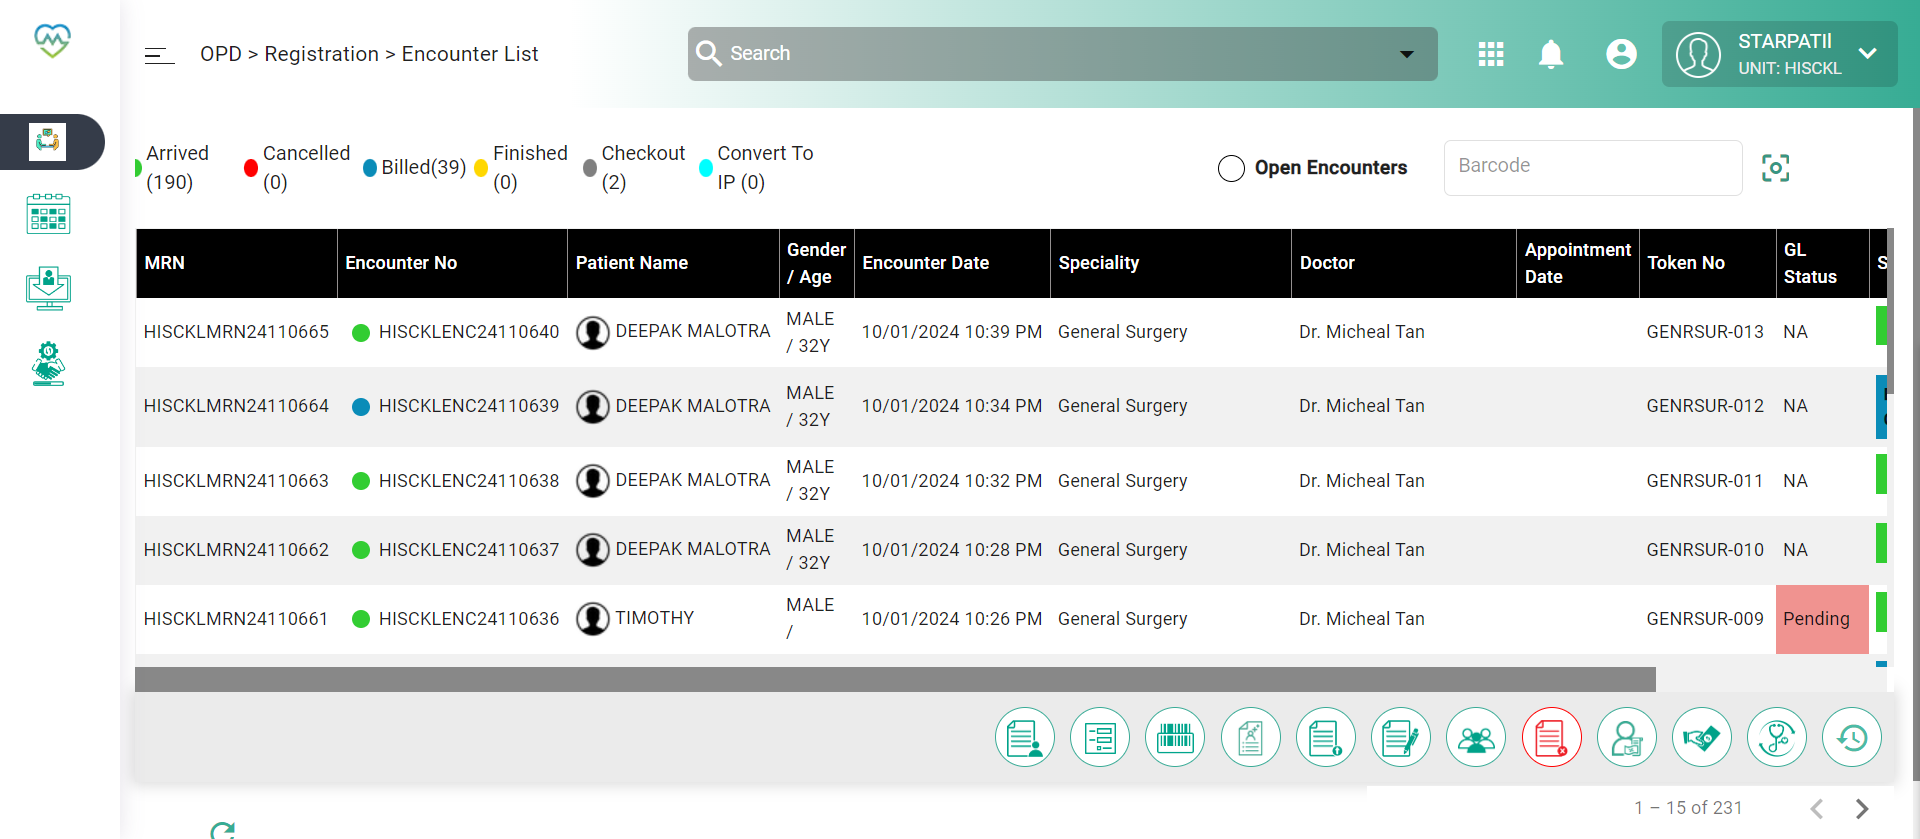 OPD > Registration > Encounter List
Search
STARPATII
UNIT: HISCKL
Arrived (190)
Cancelled (0)
Billed(39)
Finished (0)
Checkout (2)
Convert To IP (0)
Open Encounters
Barcode
MRN Encounter No Patient Name Gender / Age Encounter Date Speciality Doctor Appointment Date Token No GL Status S
HISCKLMRN24110665 HISCKLENC24110640 DEEPAK MALOTRA MALE / 32Y 10/01/2024 10:39 PM General Surgery Dr. Micheal Tan GENRSUR-013 NA
HISCKLMRN24110664 HISCKLENC24110639 DEEPAK MALOTRA MALE / 32Y 10/01/2024 10:34 PM General Surgery Dr. Micheal Tan GENRSUR-012 NA
HISCKLMRN24110663 HISCKLENC24110638 DEEPAK MALOTRA MALE / 32Y 10/01/2024 10:32 PM General Surgery Dr. Micheal Tan GENRSUR-011 NA
HISCKLMRN24110662 HISCKLENC24110637 DEEPAK MALOTRA MALE / 32Y 10/01/2024 10:28 PM General Surgery Dr. Micheal Tan GENRSUR-010 NA
HISCKLMRN24110661 HISCKLENC24110636 TIMOTHY MALE / 10/01/2024 10:26 PM General Surgery Dr. Micheal Tan GENRSUR-009 Pending
1 – 15 of 231